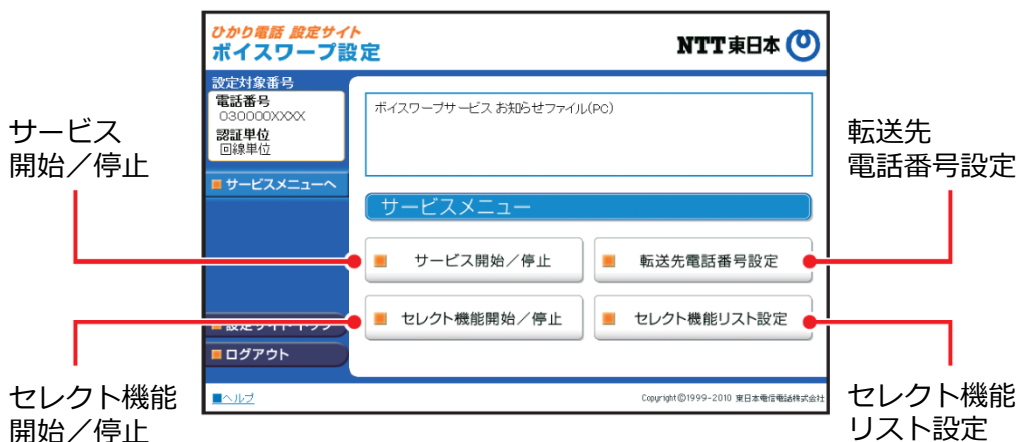 ひかり電話 設定サイト
ボイスワープ設定
NTT東日本
設定対象番号
電話番号
030000XXXX
認証単位
回線単位
ボイスワープサービス お知らせファイル(PC)
サービス
開始／停止
転送先
電話番号設定
サービスメニューへ
サービスメニュー
サービス開始／停止
転送先電話番号設定
セレクト機能開始／停止
セレクト機能リスト設定
設定サイトトップ
ログアウト
セレクト機能
開始／停止
セレクト機能
リスト設定
■ヘルプ
Copyright©1999-2010 東日本電信電話株式会社